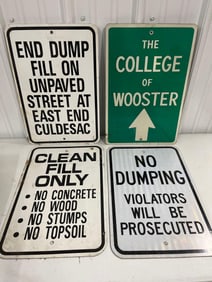 END DUMP
FILL ON
UNPAVED
STREET AT
EAST END
CULDESAC
THE
COLLEGE
OF
WOOSTER
CLEAN
FILL
ONLY
• NO CONCRETE
• NO WOOD
• NO STUMPS
• NO TOPSOIL
NO
DUMPING
VIOLATORS
WILL BE
PROSECUTED